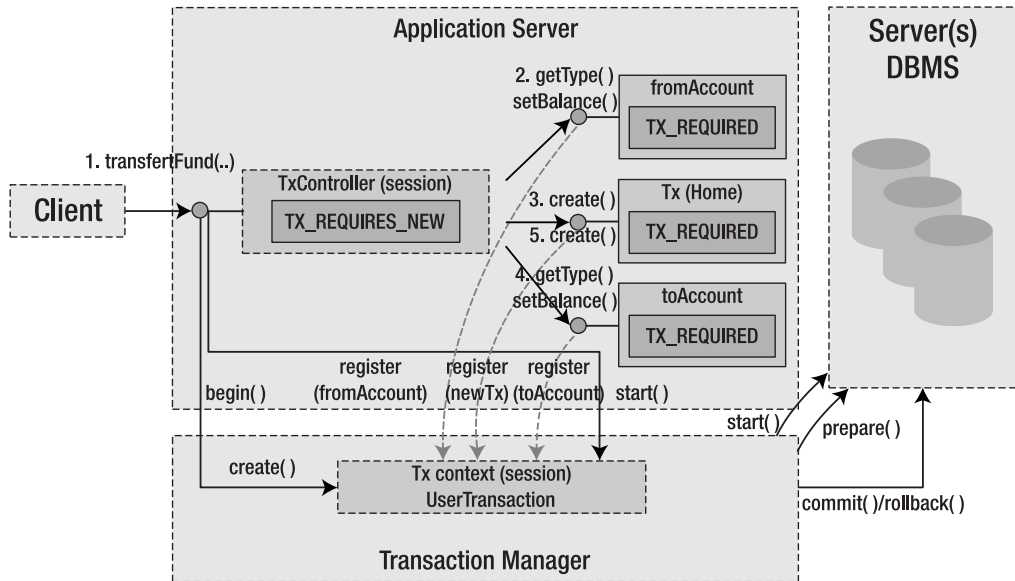 Application Server
Server(s)
DBMS
2. getType( )
setBalance( )
fromAccount
TX_REQUIRED
1. transfertFund(..)
Client
TxController (session)
TX_REQUIRES_NEW
3. create( )
5. create( )
Tx (Home)
TX_REQUIRED
4. getType( )
setBalance( )
toAccount
TX_REQUIRED
begin( )
register
(fromAccount)
register
(newTx)
register
(toAccount)
start( )
start( )
prepare( )
create( )
Tx context (session)
UserTransaction
commit( )/rollback( )
Transaction Manager